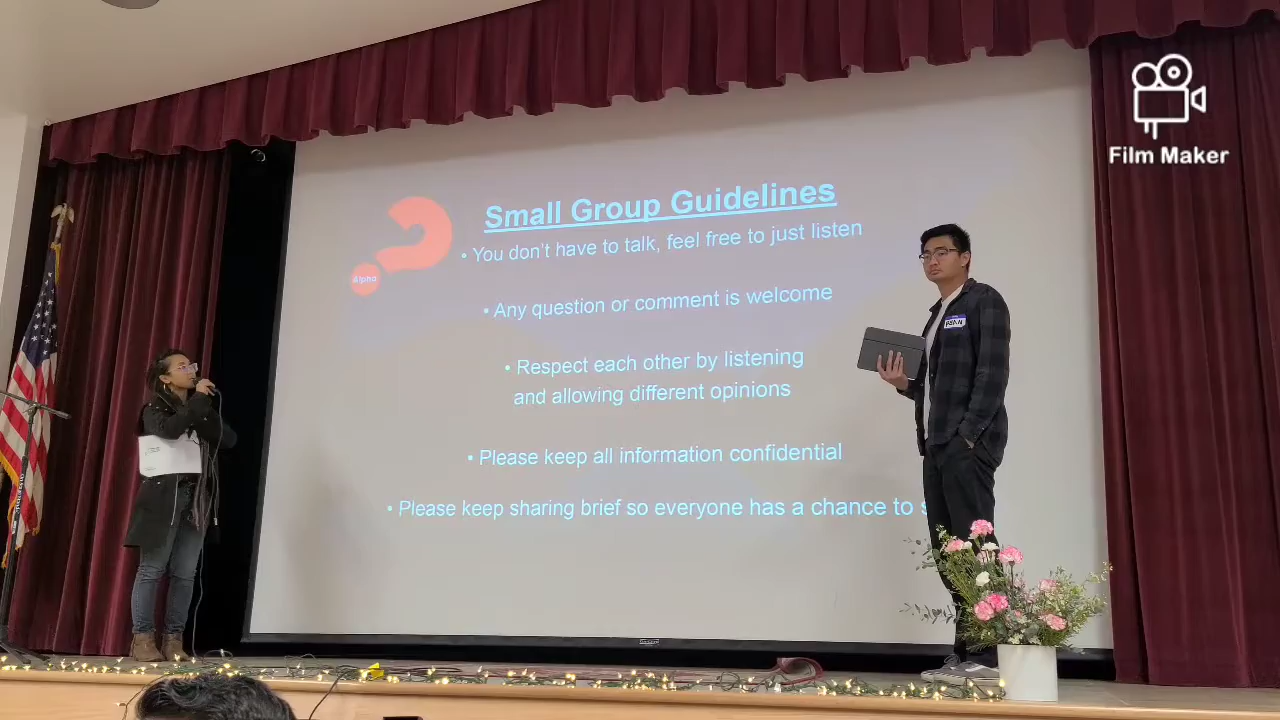 Film Maker
Small Group Guidelines
• You don't have to talk, feel free to just listen
Alpha
• Any question or comment is welcome
• Respect each other by listening
and allowing different opinions
• Please keep all information confidential
• Please keep sharing brief so everyone has a chance to